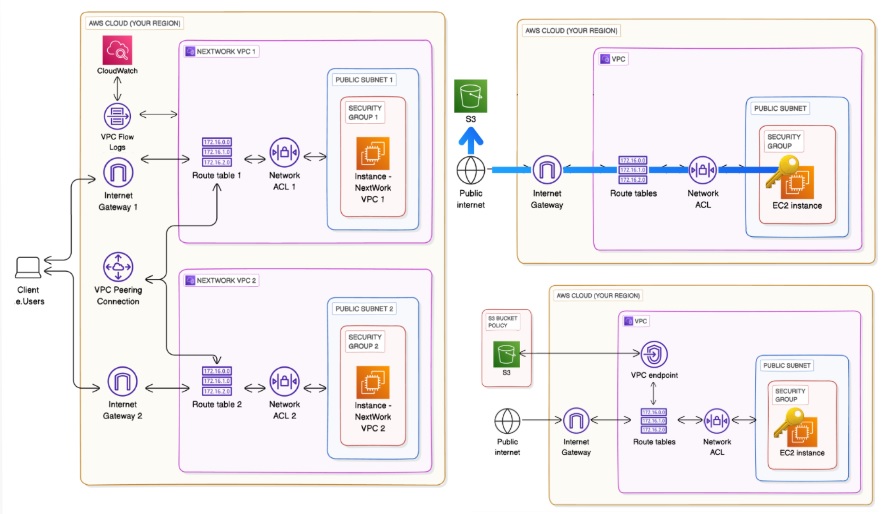 AWS CLOUD (YOUR REGION)
CloudWatch
VPC Flow
Logs
Internet
Gateway 1
VPC Peering
Connection
Internet
Gateway 2
Client
e.Users
NEXTWORK VPC 1
172.16.0.0
172.16.1.0
172.16.2.0
Route table 1
Network
ACL 1
PUBLIC SUBNET 1
SECURITY
GROUP 1
Instance -
NextWork
VPC 1
NEXTWORK VPC 2
172.16.0.0
172.16.1.0
172.16.2.0
Route table 2
Network
ACL 2
PUBLIC SUBNET 2
SECURITY
GROUP 2
Instance -
NextWork
VPC 2
AWS CLOUD (YOUR REGION)
S3
Public
internet
Internet
Gateway
VPC
172.16.0.0
172.16.1.0
172.16.2.0
Route tables
Network
ACL
PUBLIC SUBNET
SECURITY
GROUP
EC2 instance
AWS CLOUD (YOUR REGION)
S3 BUCKET
POLICY
S3
Public
internet
Internet
Gateway
VPC
VPC endpoint
172.16.0.0
172.16.1.0
172.16.2.0
Route tables
Network
ACL
PUBLIC SUBNET
SECURITY
GROUP
EC2 instance